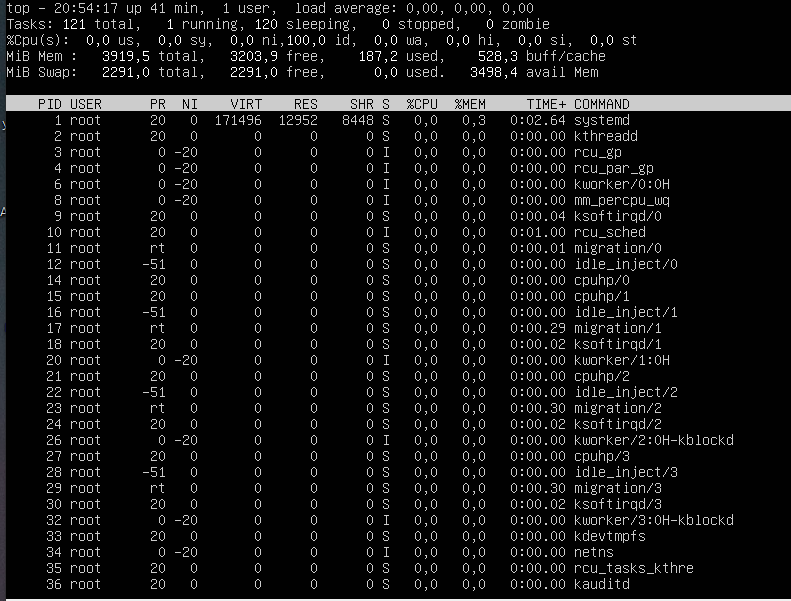 top - 20:54:17 up 41 min,  1 user,  load average: 0,00, 0,00, 0,00
Tasks: 121 total,   1 running, 120 sleeping,   0 stopped,   0 zombie
%Cpu(s):  0,0 us,  0,0 sy,  0,0 ni,100,0 id,  0,0 wa,  0,0 hi,  0,0 si,  0,0 st
MiB Mem :   3919,5 total,   3203,9 free,    187,2 used,    528,3 buff/cache
MiB Swap:   2291,0 total,   2291,0 free,      0,0 used.   3498,4 avail Mem
PID USER      PR  NI    VIRT    RES    SHR S  %CPU  %MEM     TIME+ COMMAND
1 root      20   0  171496  12952   8448 S   0,0   0,3   0:02.64 systemd
2 root      20   0       0      0      0 S   0,0   0,0   0:00.00 kthreadd
3 root       0 -20       0      0      0 I   0,0   0,0   0:00.00 rcu_gp
4 root       0 -20       0      0      0 I   0,0   0,0   0:00.00 rcu_par_gp
6 root       0 -20       0      0      0 I   0,0   0,0   0:00.00 kworker/0:0H
8 root       0 -20       0      0      0 I   0,0   0,0   0:00.00 mm_percpu_wq
9 root      20   0       0      0      0 S   0,0   0,0   0:00.04 ksoftirqd/0
10 root      20   0       0      0      0 I   0,0   0,0   0:01.00 rcu_sched
11 root      rt   0       0      0      0 S   0,0   0,0   0:00.01 migration/0
12 root     -51   0       0      0      0 S   0,0   0,0   0:00.00 idle_inject/0
14 root      20   0       0      0      0 S   0,0   0,0   0:00.00 cpuhp/0
15 root      20   0       0      0      0 S   0,0   0,0   0:00.00 cpuhp/1
16 root     -51   0       0      0      0 S   0,0   0,0   0:00.00 idle_inject/1
17 root      rt   0       0      0      0 S   0,0   0,0   0:00.29 migration/1
18 root      20   0       0      0      0 S   0,0   0,0   0:00.02 ksoftirqd/1
20 root       0 -20       0      0      0 I   0,0   0,0   0:00.00 kworker/1:0H
21 root      20   0       0      0      0 S   0,0   0,0   0:00.00 cpuhp/2
22 root     -51   0       0      0      0 S   0,0   0,0   0:00.00 idle_inject/2
23 root      rt   0       0      0      0 S   0,0   0,0   0:00.30 migration/2
24 root      20   0       0      0      0 S   0,0   0,0   0:00.02 ksoftirqd/2
26 root       0 -20       0      0      0 I   0,0   0,0   0:00.00 kworker/2:0H-kblockd
27 root      20   0       0      0      0 S   0,0   0,0   0:00.00 cpuhp/3
28 root     -51   0       0      0      0 S   0,0   0,0   0:00.00 idle_inject/3
29 root      rt   0       0      0      0 S   0,0   0,0   0:00.30 migration/3
30 root      20   0       0      0      0 S   0,0   0,0   0:00.02 ksoftirqd/3
32 root       0 -20       0      0      0 I   0,0   0,0   0:00.00 kworker/3:0H-kblockd
33 root      20   0       0      0      0 S   0,0   0,0   0:00.00 kdevtmpfs
34 root       0 -20       0      0      0 I   0,0   0,0   0:00.00 netns
35 root      20   0       0      0      0 S   0,0   0,0   0:00.00 rcu_tasks_kthre
36 root      20   0       0      0      0 S   0,0   0,0   0:00.00 kauditd